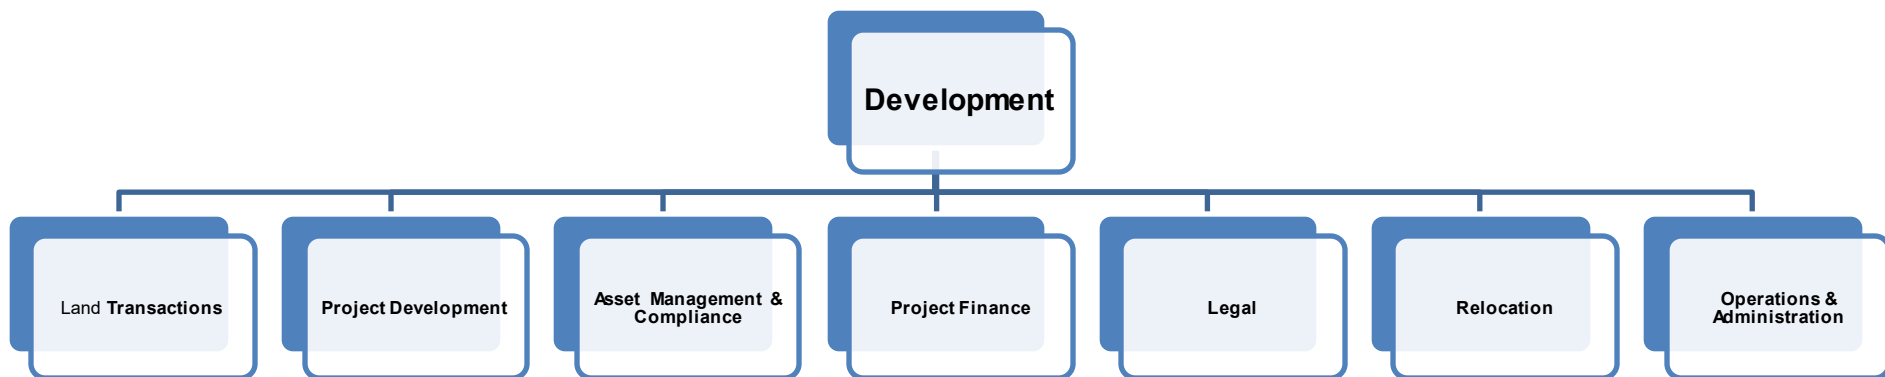 Development
Land Transactions
Project Development
Asset Management &
Compliance
Project Finance
Legal
Relocation
Operations &
Administration